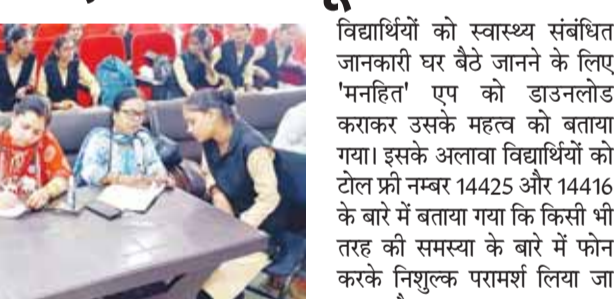 विद्यार्थियों को स्वास्थ्य संबंधित
जानकारी घर बैठे जानने के लिए
'मनहित' एप को डाउनलोड
कराकर उसके महत्व को बताया
गया। इसके अलावा विद्यार्थियों को
टोल फ्री नम्बर 14425 और 14416
के बारे में बताया गया कि किसी भी
तरह की समस्या के बारे में फोन
करके निशुल्क परामर्श लिया जा